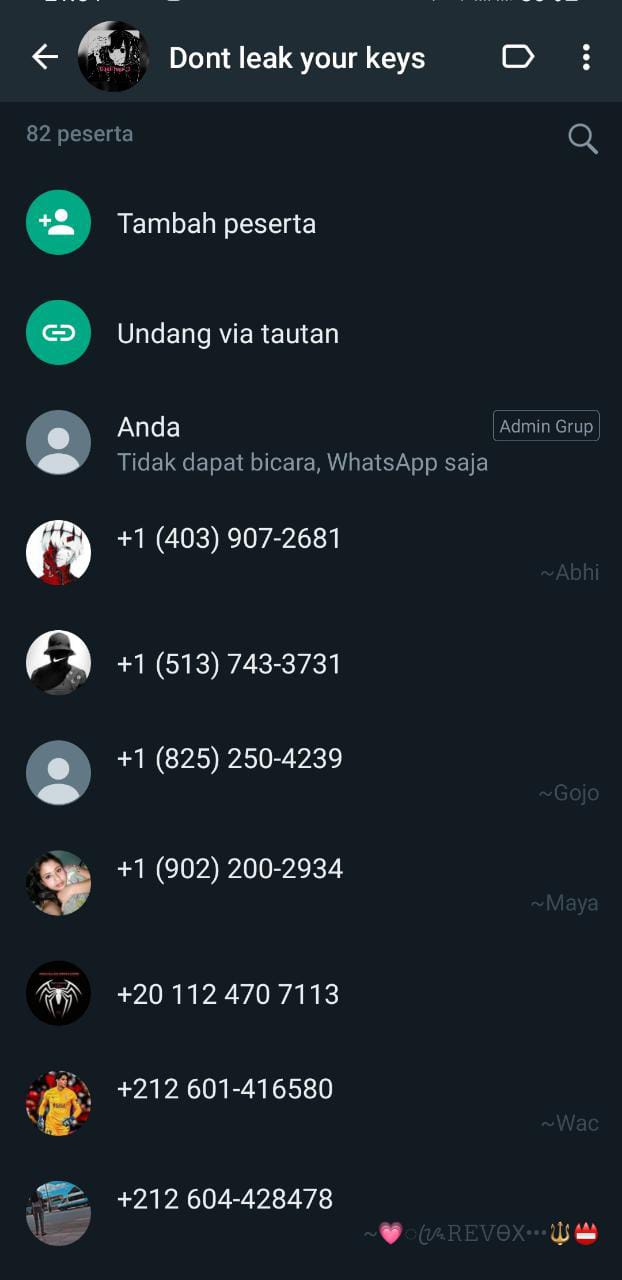 Dont leak your keys
82 peserta
Tambah peserta
Undang via tautan
Anda
Admin Grup
Tidak dapat bicara, WhatsApp saja
+1 (403) 907-2681
~Abhi
+1 (513) 743-3731
+1 (825) 250-4239
~Gojo
+1 (902) 200-2934
~Maya
+20 112 470 7113
+212 601-416580
~Wac
+212 604-428478
REVӨX•••🔱📛